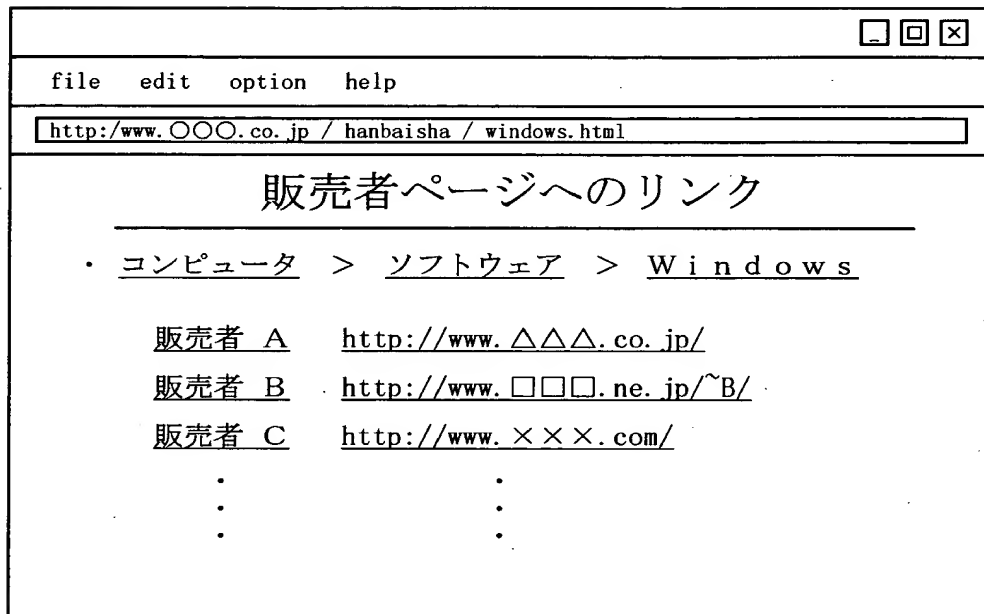 file edit option help
http:/www.○○○.co.jp / hanbaisha / windows.html
販売者ページへのリンク
・ コンピュータ > ソフトウェア > Windows
販売者 A http://www.△△△.co.jp/
販売者 B http://www.□□□.ne.jp/~B/
販売者 C http://www.×××.com/